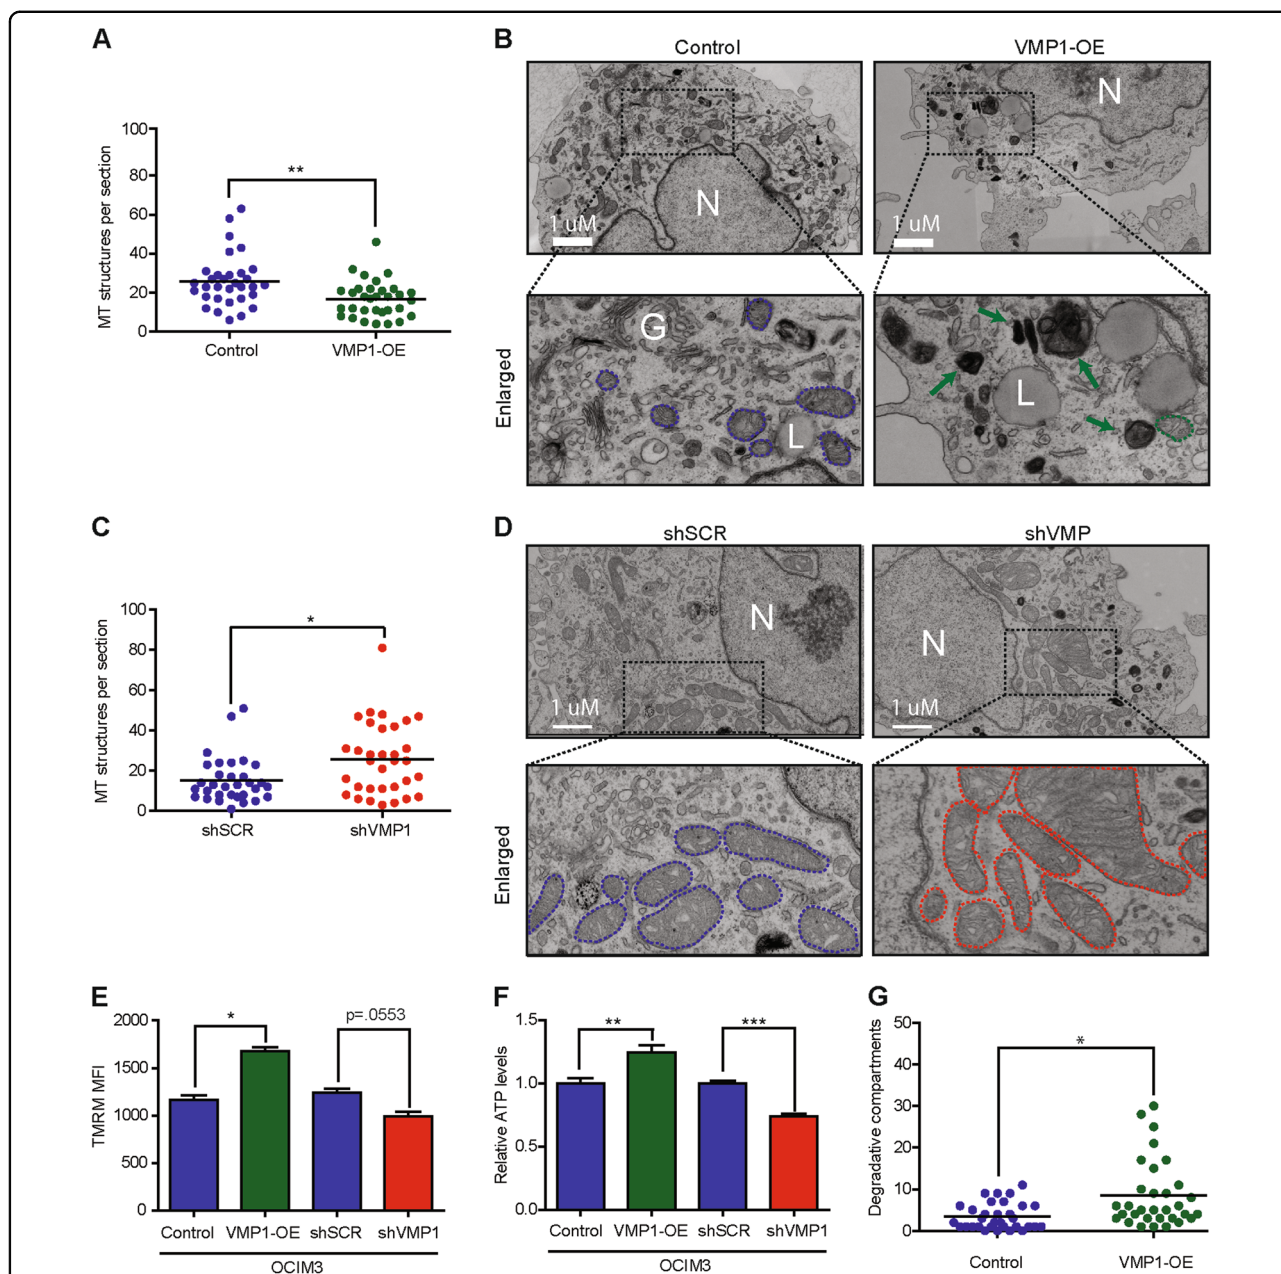 A
MT structures per section
100
80
60
40
20
0
**
Control
VMP1-OE
B
Control
VMP1-OE
N
1 uM
N
1 uM
Enlarged
G
L
L
C
MT structures per section
100
80
60
40
20
0
*
shSCR
shVMP1
D
shSCR
shVMP
N
1 uM
N
1 uM
Enlarged
E
TMRM MFI
2000
1500
1000
500
0
*
p=.0553
Control
VMP1-OE
shSCR
shVMP1
OCIM3
F
Relative ATP levels
1.5
1.0
0.5
0.0
**
***
Control
VMP1-OE
shSCR
shVMP1
OCIM3
G
Degradative compartments
50
40
30
20
10
0
*
Control
VMP1-OE